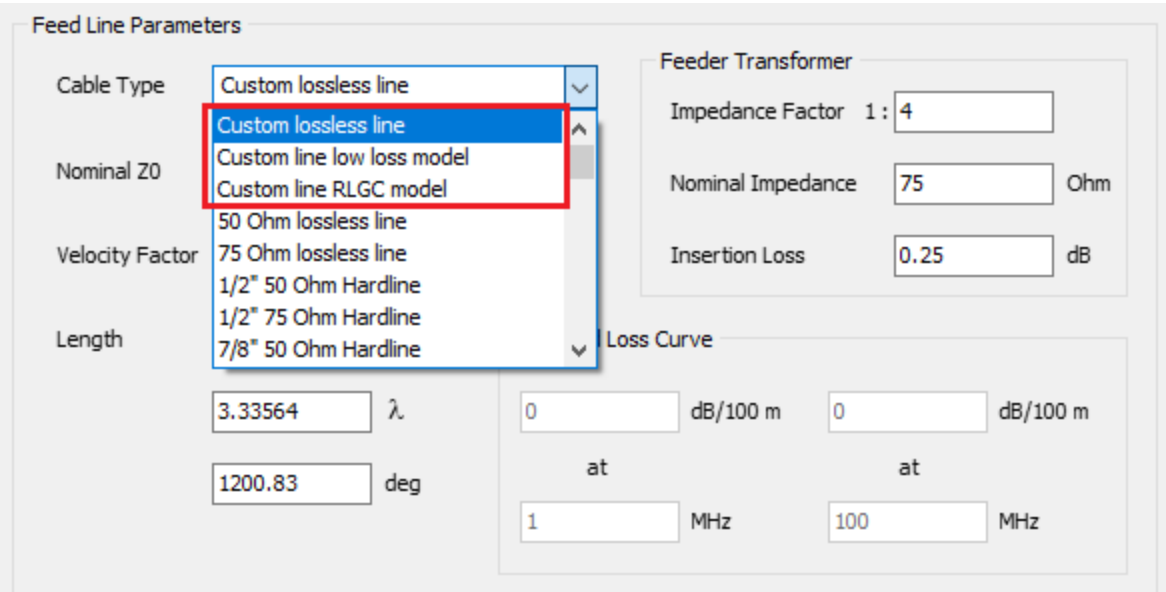 Feed Line Parameters
Cable Type
Custom lossless line
Custom lossless line
Custom line low loss model
Custom line RLGC model
50 Ohm lossless line
75 Ohm lossless line
1/2" 50 Ohm Hardline
1/2" 75 Ohm Hardline
7/8" 50 Ohm Hardline
Nominal Z0
Velocity Factor
Length
3.33564 λ
1200.83 deg
Feeder Transformer
Impedance Factor 1 : 4
Nominal Impedance 75 Ohm
Insertion Loss 0.25 dB
Loss Curve
0 dB/100 m 0 dB/100 m
at at
1 MHz 100 MHz